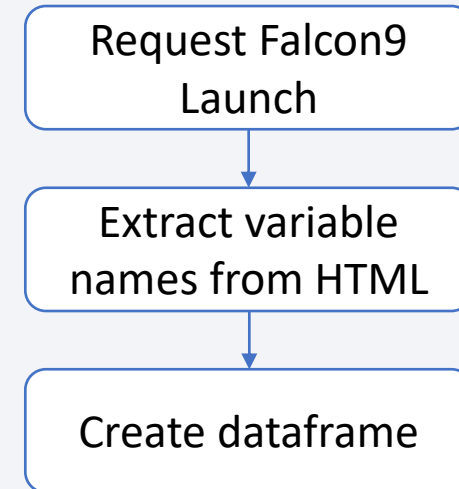 Request Falcon9
Launch
Extract variable
names from HTML
Create dataframe